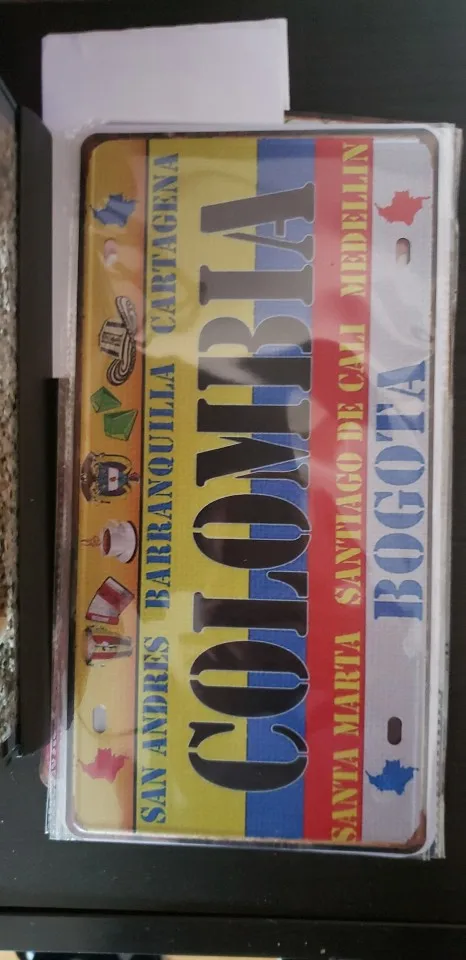 SAN ANDRES BARRANQUILLA CARTAGENA
COLOMBIA
SANTA MARTA SANTIAGO DE CALI MEDELLIN
BOGOTA